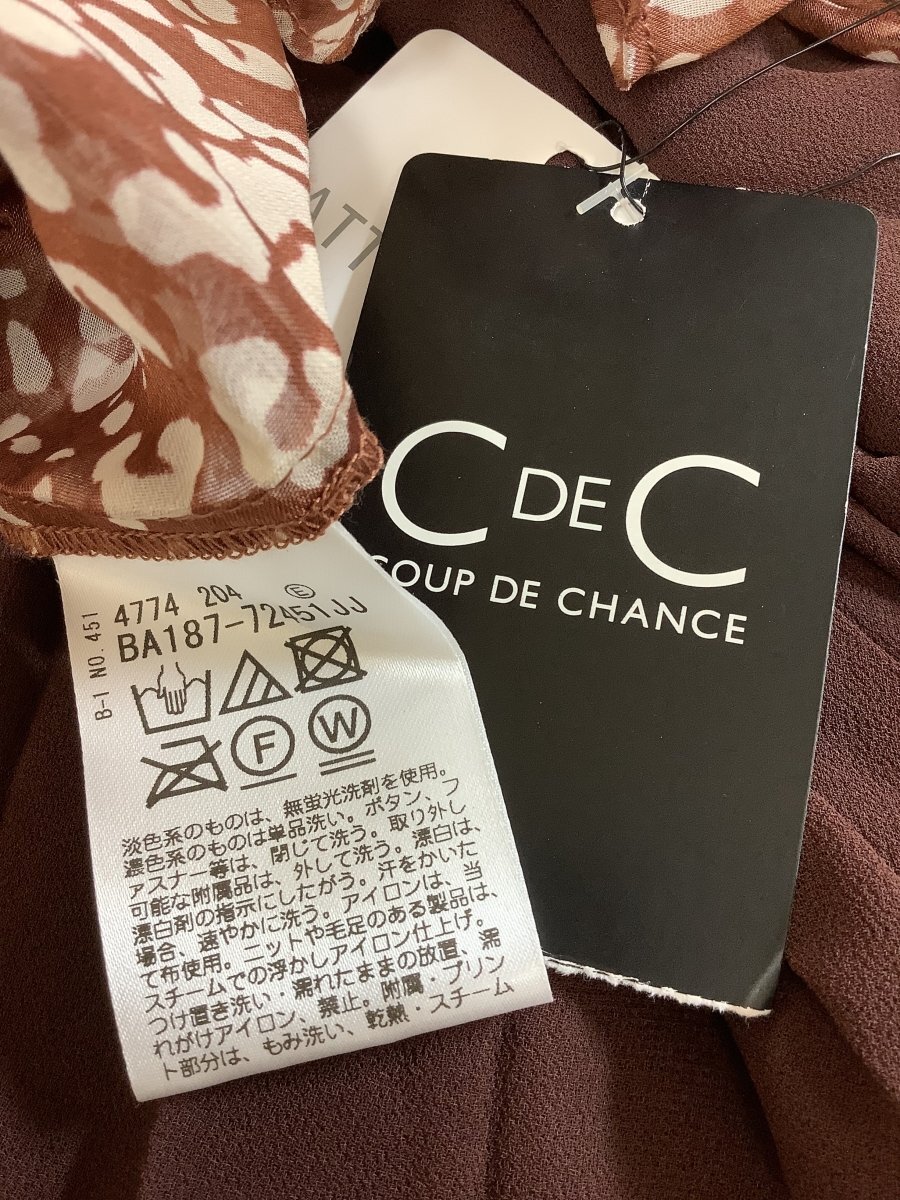 ATT
C DE C
COUP DE CHANCE
B-I NO. 451
4774 204 Ⓔ
BA187-72451JJ
F W
淡色系のものは、無蛍光洗剤を使用。
濃色系のものは単品洗い。ボタン、フ
ァスナー等は、閉じて洗う。取り外し
可能な附属品は、外して洗う。漂白は、
漂白剤の指示にしたがう。汗をかいた
場合、速やかに洗う。アイロンは、当
て布使用。ニットや毛足のある製品は、
スチームでの浮かしアイロン仕上げ。
つけ置き洗い・濡れたままの放置、濡
れがけアイロン、禁止。附属・プリン
ト部分は、もみ洗い、乾熱・スチーム